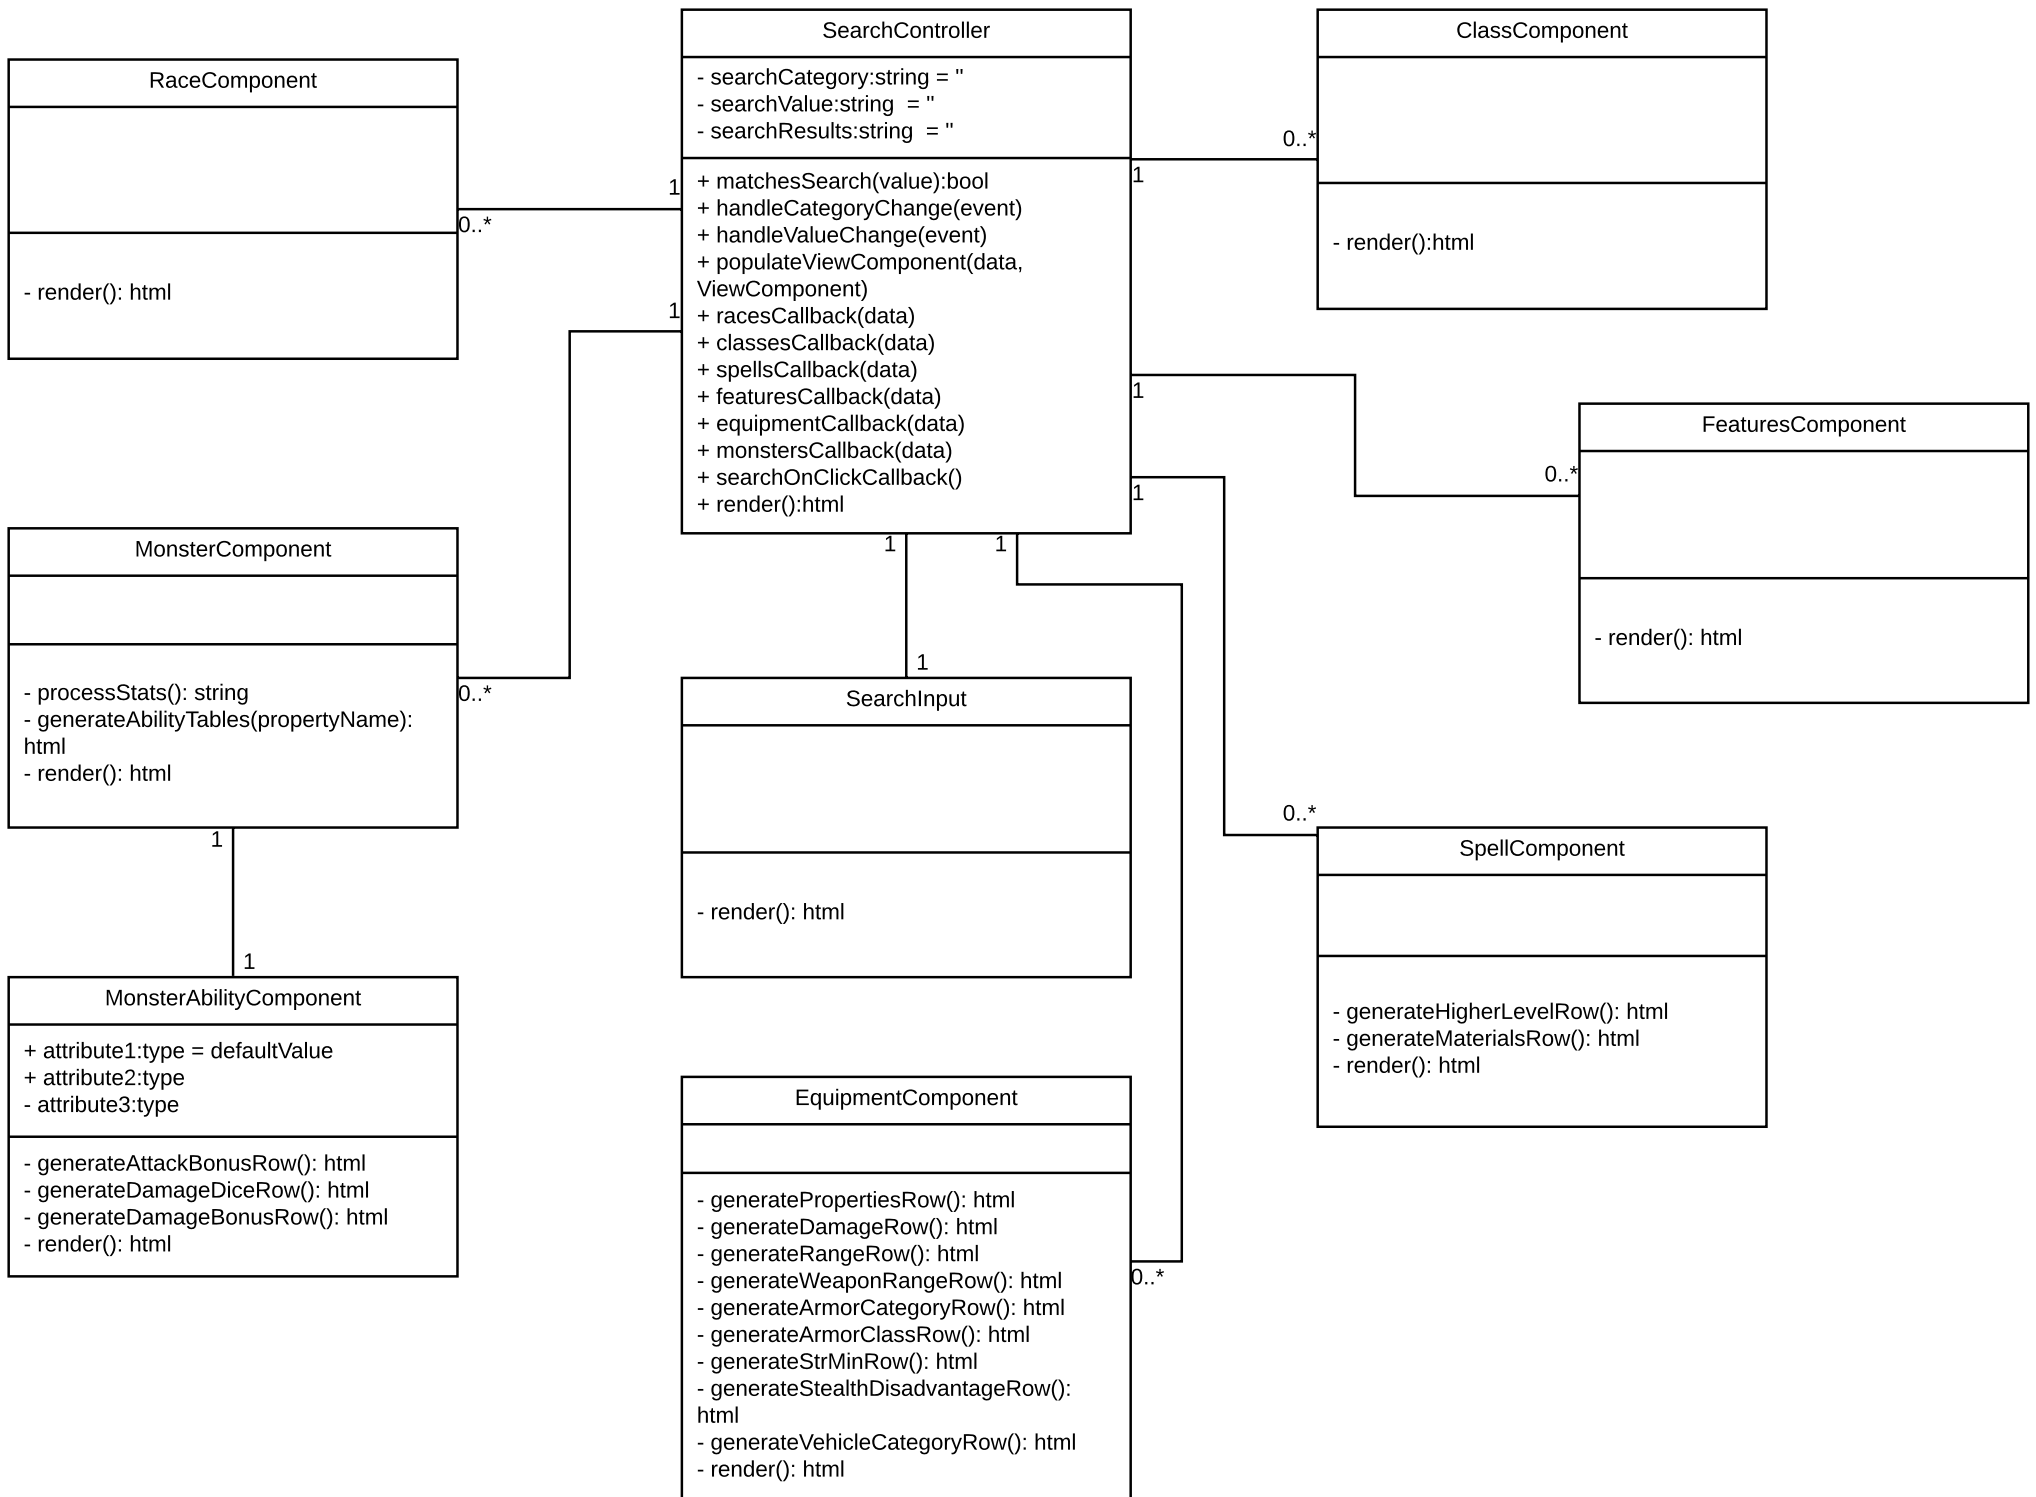 SearchController
- searchCategory:string = ''
- searchValue:string  = ''
- searchResults:string  = ''
+ matchesSearch(value):bool
+ handleCategoryChange(event)
+ handleValueChange(event)
+ populateViewComponent(data,
ViewComponent)
+ racesCallback(data)
+ classesCallback(data)
+ spellsCallback(data)
+ featuresCallback(data)
+ equipmentCallback(data)
+ monstersCallback(data)
+ searchOnClickCallback()
+ render():html
ClassComponent
- render():html
0..*
1
RaceComponent
- render(): html
1
0..*
1
0..*
1
0..*
FeaturesComponent
- render(): html
1
0..*
MonsterComponent
- processStats(): string
- generateAbilityTables(propertyName):
html
- render(): html
1
1
1
SearchInput
- render(): html
SpellComponent
- generateHigherLevelRow(): html
- generateMaterialsRow(): html
- render(): html
1
1
MonsterAbilityComponent
+ attribute1:type = defaultValue
+ attribute2:type
- attribute3:type
- generateAttackBonusRow(): html
- generateDamageDiceRow(): html
- generateDamageBonusRow(): html
- render(): html
EquipmentComponent
- generatePropertiesRow(): html
- generateDamageRow(): html
- generateRangeRow(): html
- generateWeaponRangeRow(): html
- generateArmorCategoryRow(): html
- generateArmorClassRow(): html
- generateStrMinRow(): html
- generateStealthDisadvantageRow():
html
- generateVehicleCategoryRow(): html
- render(): html
0..*